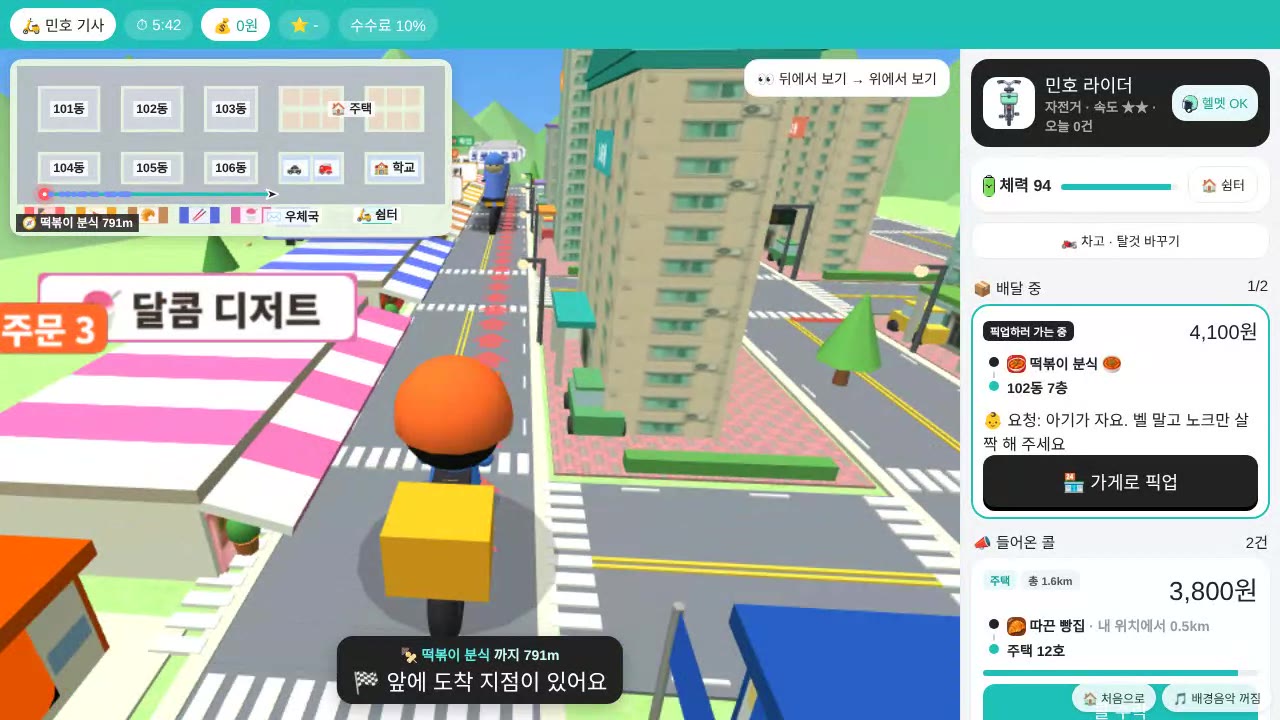 민호 기사
5:42
0원
-
수수료 10%
101동
102동
103동
주택
104동
105동
106동
학교
우체국
쉼터
떡볶이 분식 791m
뒤에서 보기 → 위에서 보기
달콤 디저트
주문 3
떡볶이 분식 까지 791m
앞에 도착 지점이 있어요
민호 라이더
자전거 · 속도 ★★ ·
오늘 0건
헬멧 OK
체력 94
쉼터
차고 · 탈것 바꾸기
배달 중
1/2
픽업하러 가는 중
4,100원
떡볶이 분식
102동 7층
요청: 아기가 자요. 벨 말고 노크만 살
짝 해 주세요
가게로 픽업
들어온 콜
2건
주택
총 1.6km
3,800원
따끈 빵집 · 내 위치에서 0.5km
주택 12호
처음으로
배경음악 꺼짐